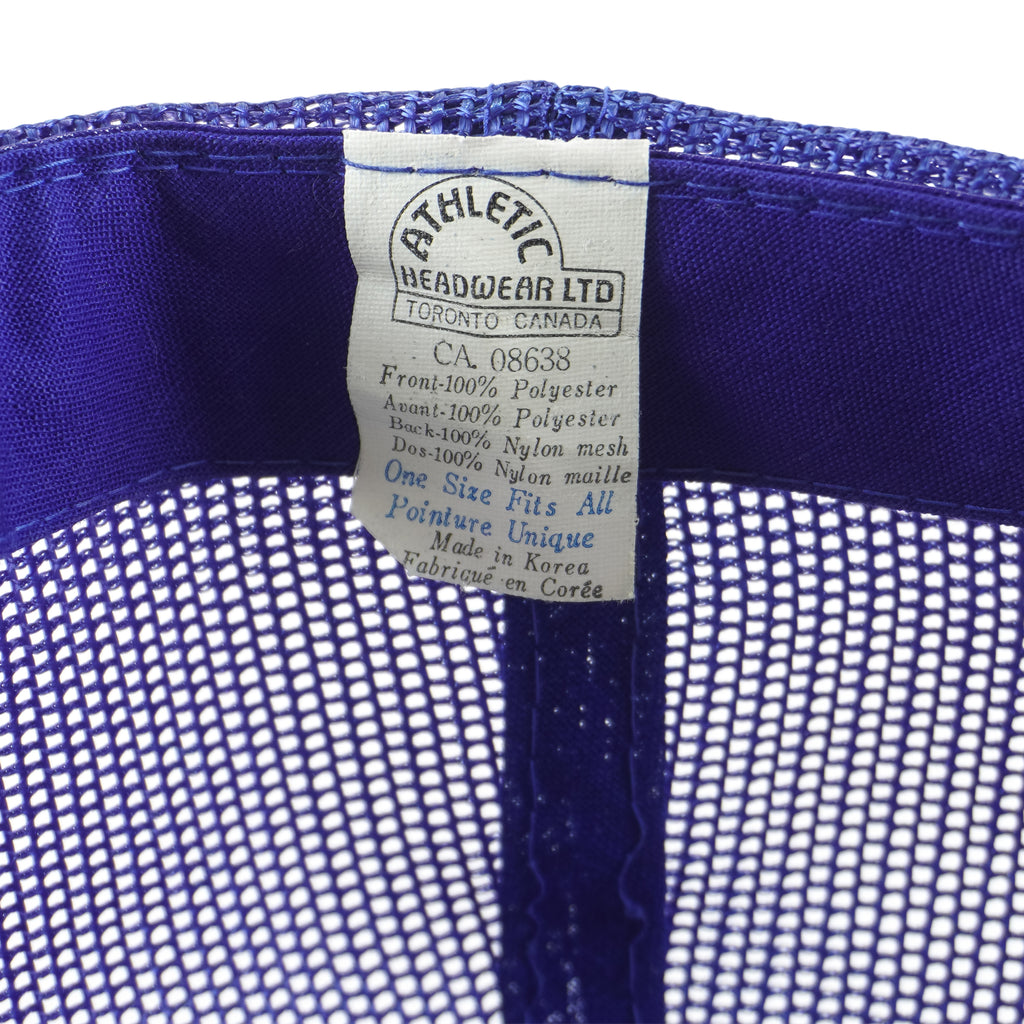 ATHLETIC
HEADWEAR LTD
TORONTO CANADA
CA. 08638
Front-100% Polyester
Avant-100% Polyester
Back-100% Nylon mesh
Dos-100% Nylon maille
One Size Fits All
Pointure Unique
Made in Korea
Fabriqué en Corée